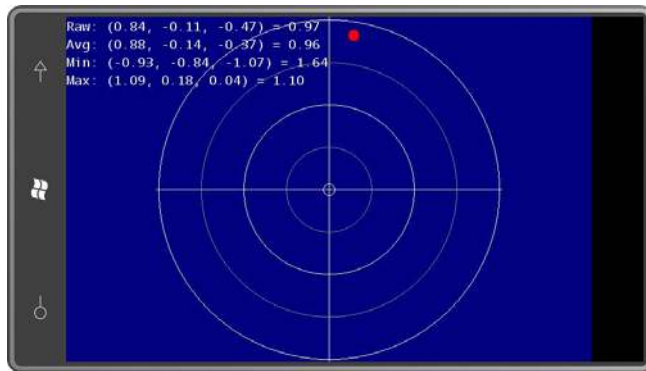 Raw: (0.84, -0.11, -0.47) = 0.97
Avg: (0.88, -0.14, -0.37) = 0.96
Min: (-0.93, -0.84, -1.07) = 1.64
Max: (1.09, 0.18, 0.04) = 1.10